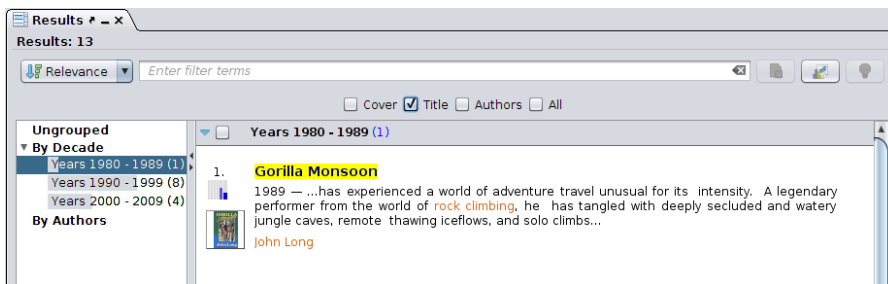 Results
Results: 13
Relevance
Enter filter terms
Cover Title Authors All
Ungrouped
By Decade
Years 1980 - 1989 (1)
Years 1990 - 1999 (8)
Years 2000 - 2009 (4)
By Authors
Years 1980 - 1989 (1)
1.
Gorilla Monsoon
1989 — ...has experienced a world of adventure travel unusual for its intensity. A legendary
performer from the world of rock climbing, he has tangled with deeply secluded and watery
jungle caves, remote thawing iceflows, and solo climbs...
GORILLA
John Long
John Long